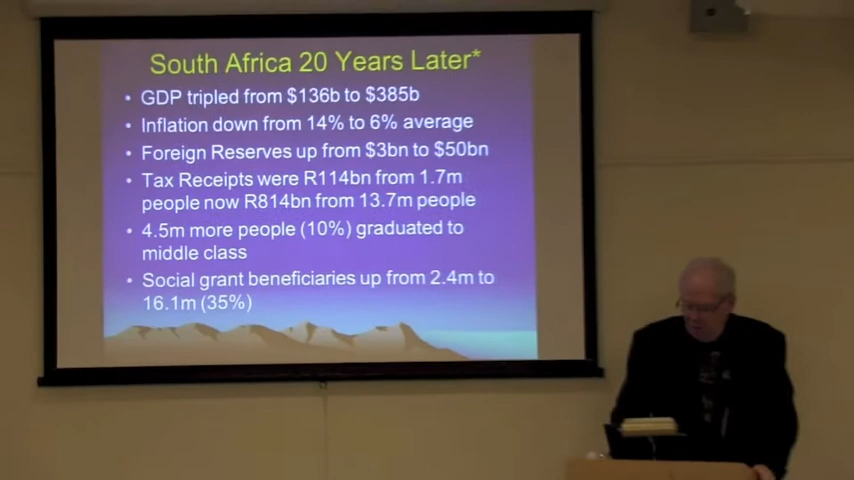 South Africa 20 Years Later*
• GDP tripled from $136b to $385b
• Inflation down from 14% to 6% average
• Foreign Reserves up from $3bn to $50bn
• Tax Receipts were R114bn from 1.7m
people now R814bn from 13.7m people
• 4.5m more people (10%) graduated to
middle class
• Social grant beneficiaries up from 2.4m to
16.1m (35%)